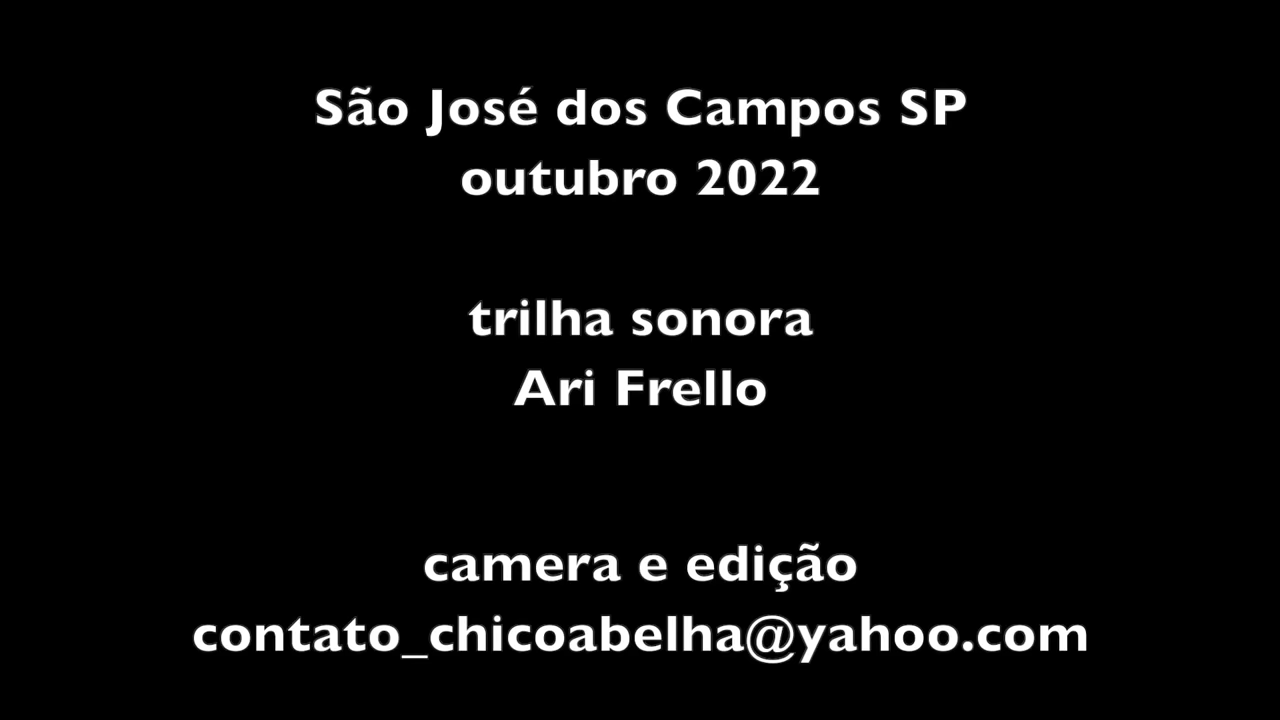 São José dos Campos SP
outubro 2022
trilha sonora
Ari Frello
camera e edição
contato_chicoabelha@yahoo.com